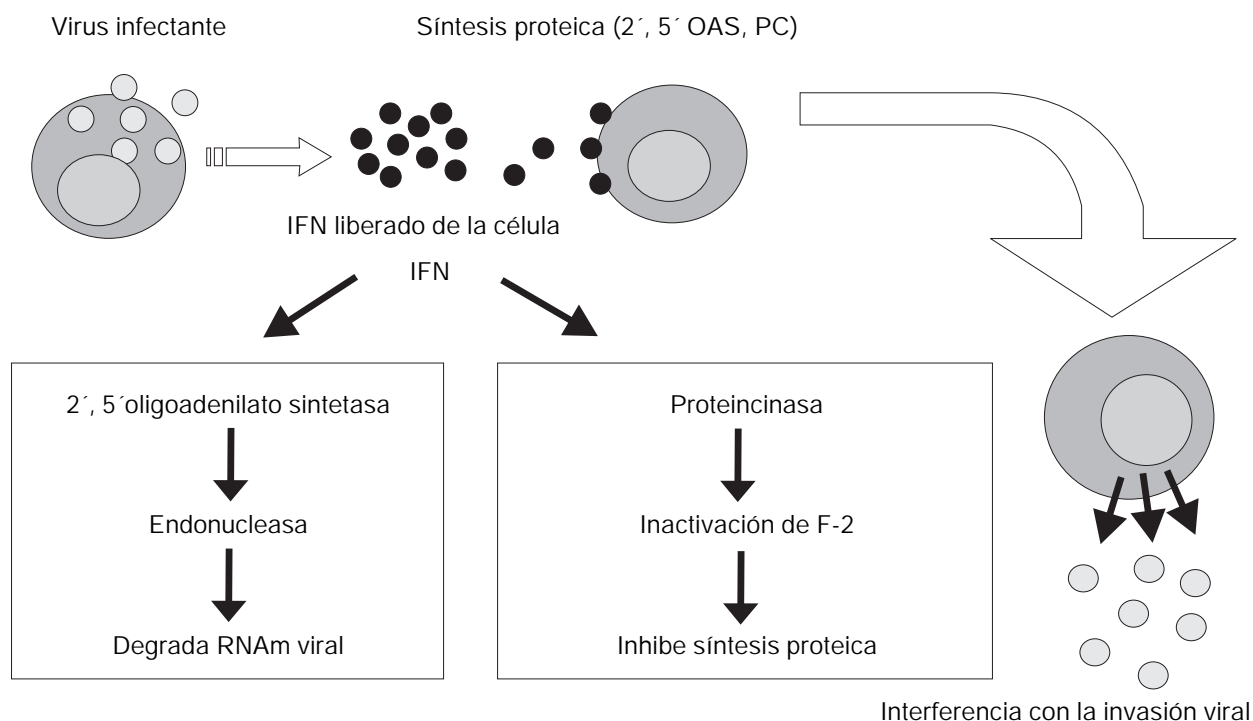 Virus infectante
Síntesis proteica (2´, 5´ OAS, PC)
IFN liberado de la célula
IFN
2´, 5´oligoadenilato sintetasa
Endonucleasa
Degrada RNAm viral
Proteincinasa
Inactivación de F-2
Inhibe síntesis proteica
Interferencia con la invasión viral